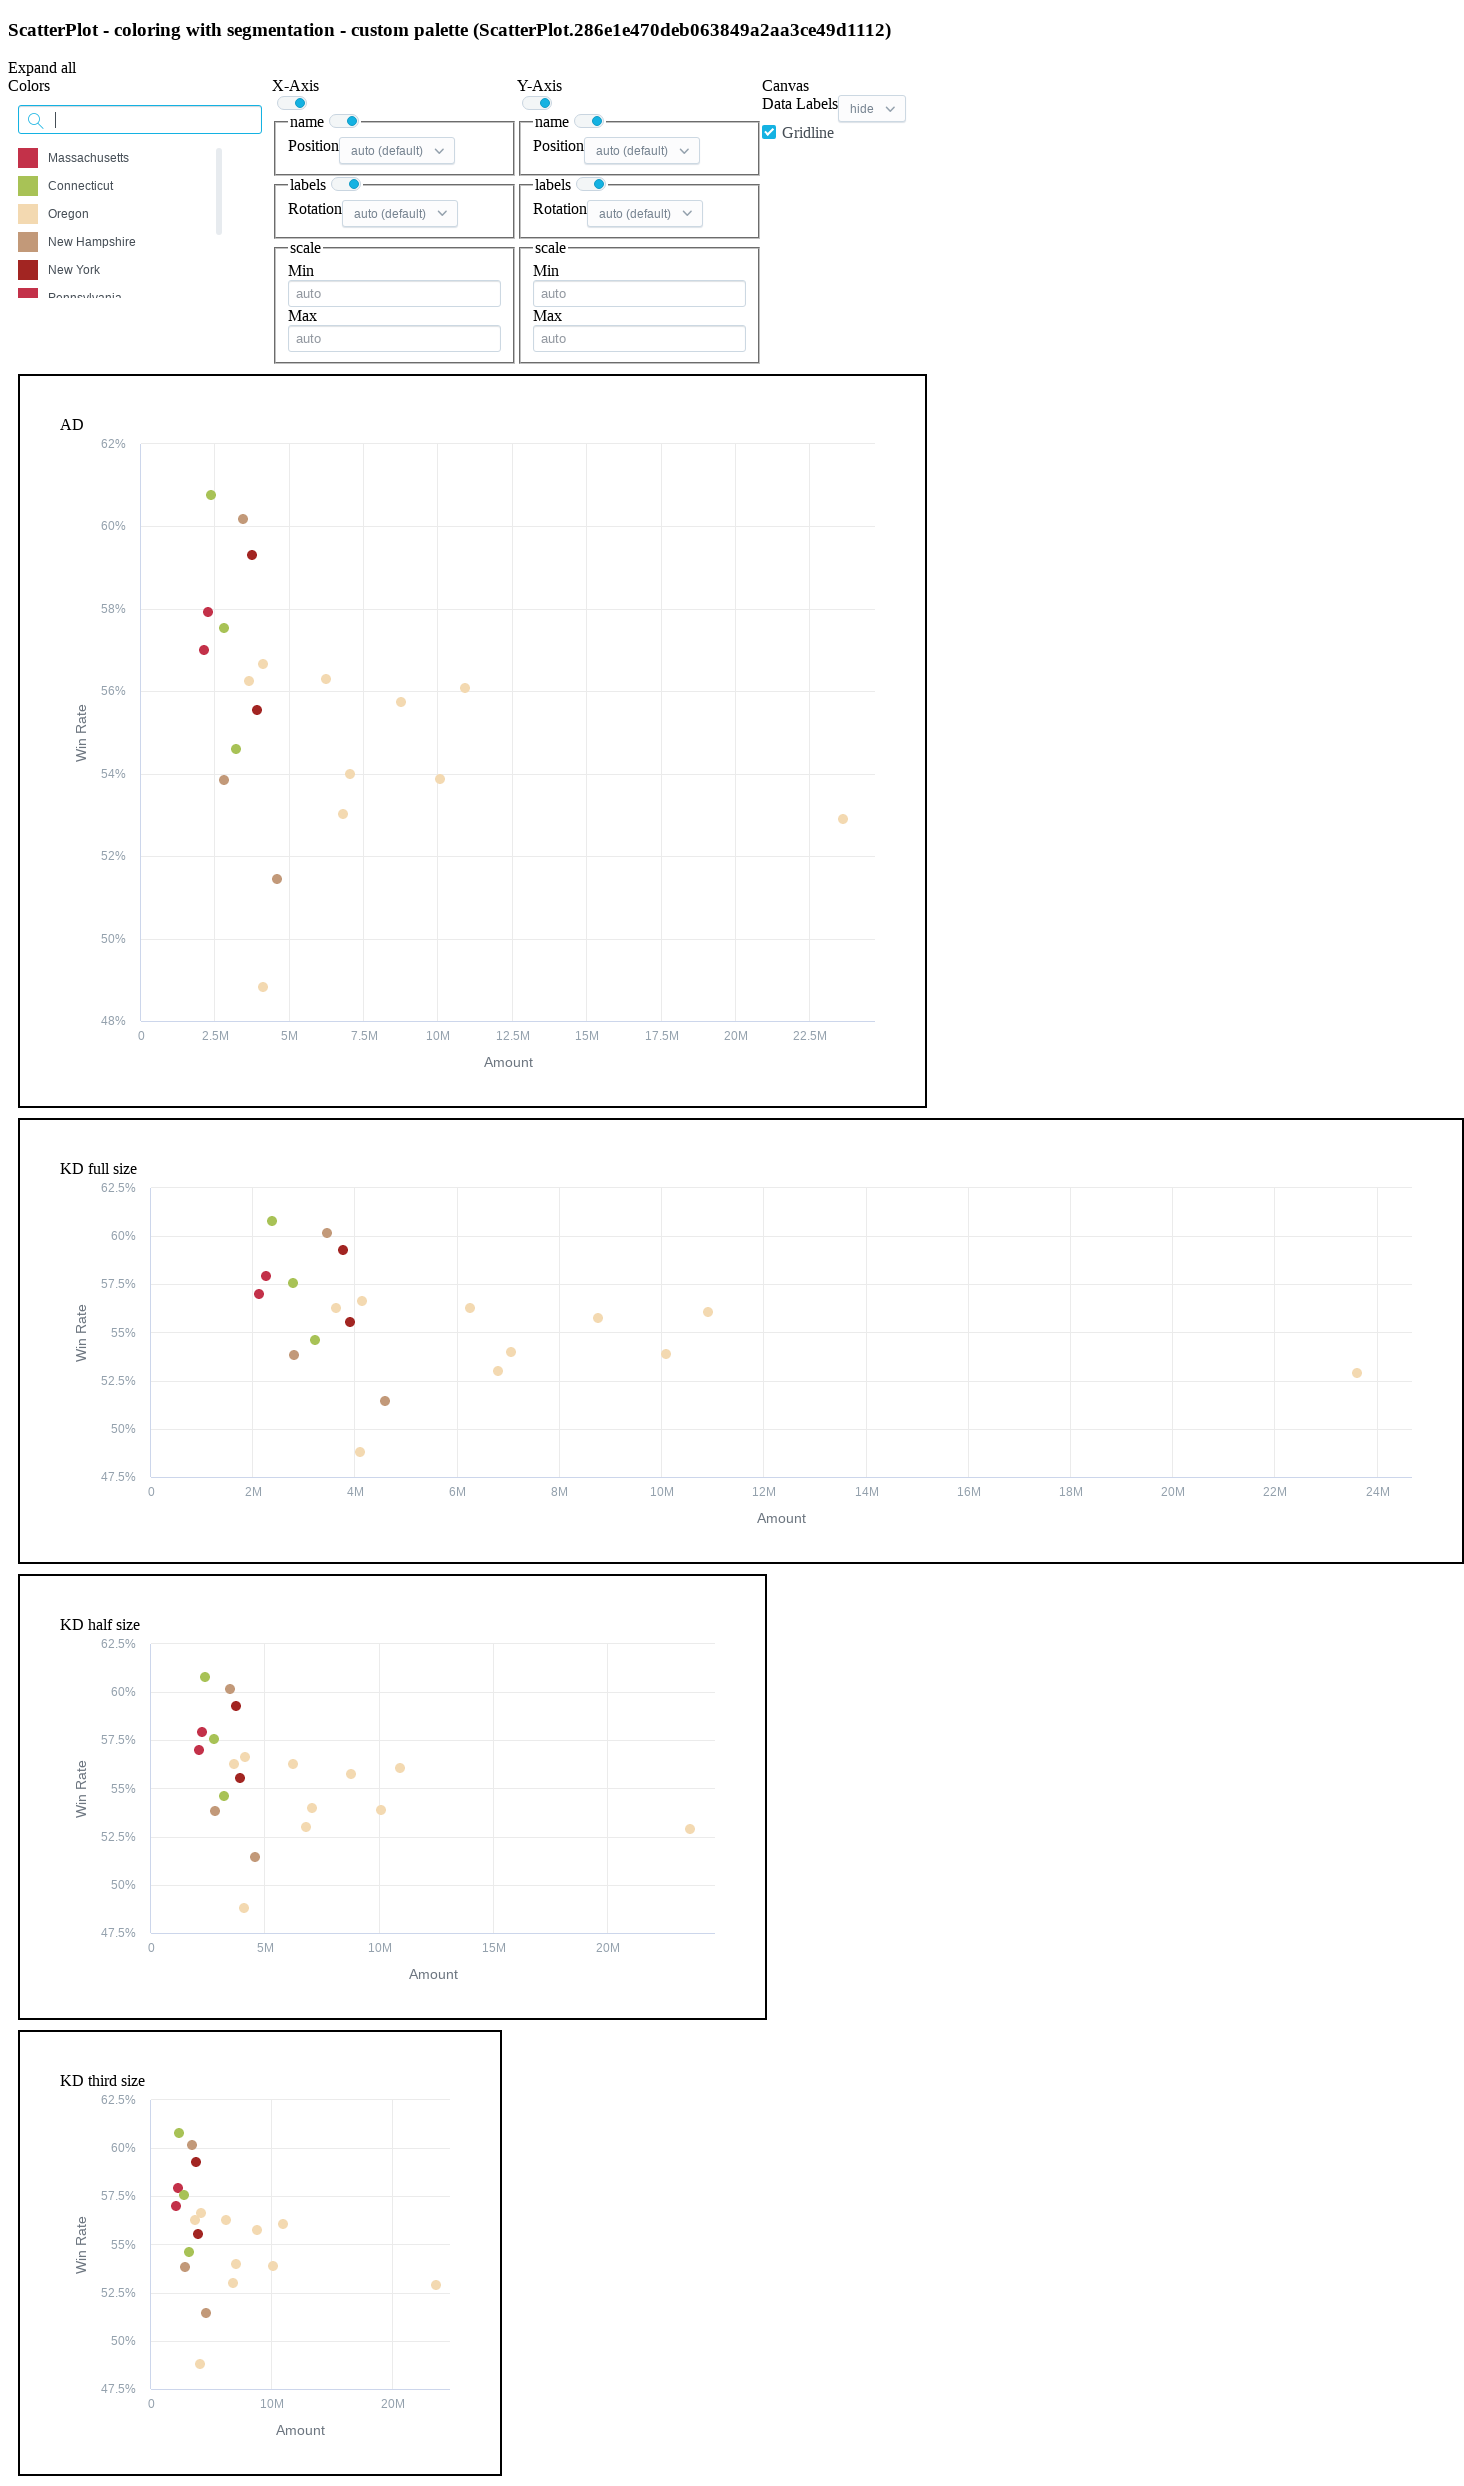 ScatterPlot - coloring with segmentation - custom palette (ScatterPlot.286e1e470deb063849a2aa3ce49d1112)
Expand all
Colors
Massachusetts
Connecticut
Oregon
New Hampshire
New York
Pennsylvania
X-Axis
name
Position auto (default)
labels
Rotation auto (default)
scale
Min
auto
Max
auto
Y-Axis
name
Position auto (default)
labels
Rotation auto (default)
scale
Min
auto
Max
auto
Canvas
Data Labels hide
Gridline
AD
62%
60%
58%
56%
54%
52%
50%
48%
Win Rate
0 2.5M 5M 7.5M 10M 12.5M 15M 17.5M 20M 22.5M
Amount
KD full size
62.5%
60%
57.5%
55%
52.5%
50%
47.5%
Win Rate
0 2M 4M 6M 8M 10M 12M 14M 16M 18M 20M 22M 24M
Amount
KD half size
62.5%
60%
57.5%
55%
52.5%
50%
47.5%
Win Rate
0 5M 10M 15M 20M
Amount
KD third size
62.5%
60%
57.5%
55%
52.5%
50%
47.5%
Win Rate
0 10M 20M
Amount